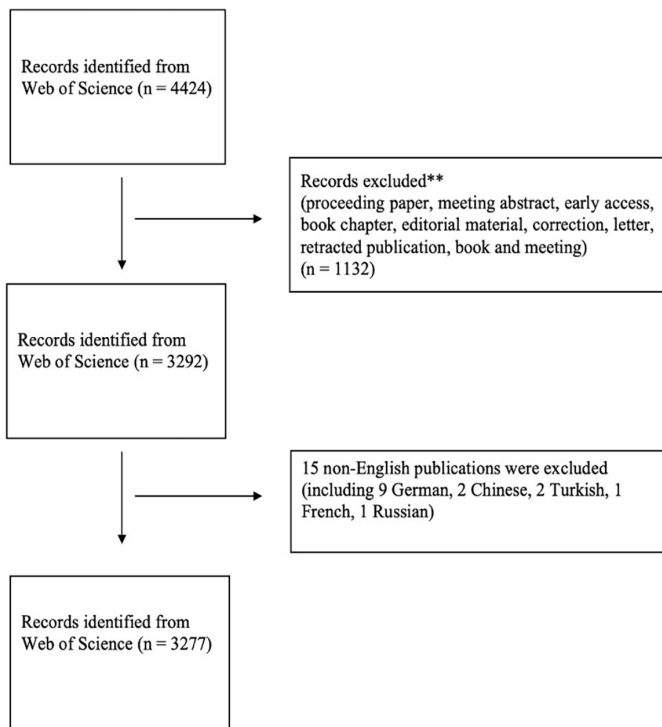 Records identified from
Web of Science (n = 4424)
Records excluded**
(proceeding paper, meeting abstract, early access,
book chapter, editorial material, correction, letter,
retracted publication, book and meeting)
(n = 1132)
Records identified from
Web of Science (n = 3292)
15 non-English publications were excluded
(including 9 German, 2 Chinese, 2 Turkish, 1
French, 1 Russian)
Records identified from
Web of Science (n = 3277)